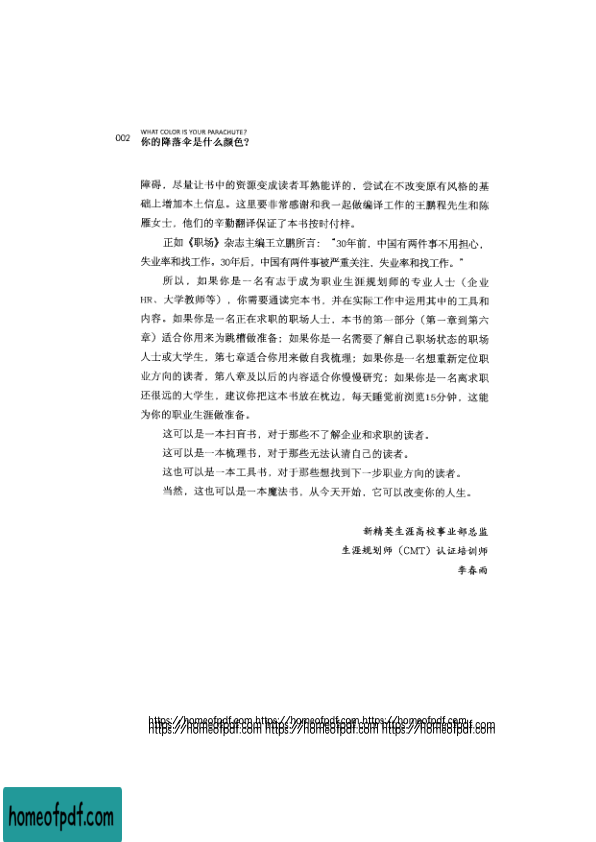 002
WHAT COLOR IS YOUR PARACHUTE?
你的降落伞是什么颜色？
障碍，尽量让书中的资源变成读者耳熟能详的，尝试在不改变原有风格的基
础上增加本土信息。这里要非常感谢和我一起做编译工作的王鹏程先生和陈
雁女士，他们的辛勤翻译保证了本书按时付梓。
正如《职场》杂志主编王立鹏所言：“30年前，中国有两件事不用担心，
失业率和找工作。30年后，中国有两件事被严重关注，失业率和找工作。”
所以，如果你是一名有志于成为职业生涯规划师的专业人士（企业
HR、大学教师等），你需要通读完本书，并在实际工作中运用其中的工具和
内容。如果你是一名正在求职的职场人士，本书的第一部分（第一章到第六
章）适合你用来为跳槽做准备；如果你是一名需要了解自己职场状态的职场
人士或大学生，第七章适合你用来做自我梳理；如果你是一名想重新定位职
业方向的读者，第八章及以后的内容适合你慢慢研究；如果你是一名离求职
还很远的大学生，建议你把这本书放在枕边，每天睡觉前浏览15分钟，这能
为你的职业生涯做准备。
这可以是一本扫盲书，对于那些不了解企业和求职的读者。
这可以是一本梳理书，对于那些无法认清自己的读者。
这也可以是一本工具书，对于那些想找到下一步职业方向的读者。
当然，这也可以是一本魔法书，从今天开始，它可以改变你的人生。
新精英生涯高校事业部总监
生涯规划师（CMT）认证培训师
李春雨
https://homeofpdf.com https://homeofpdf.com https://homeofpdf.com
https://homeofpdf.com https://homeofpdf.com https://homeofpdf.com
homeofpdf.com